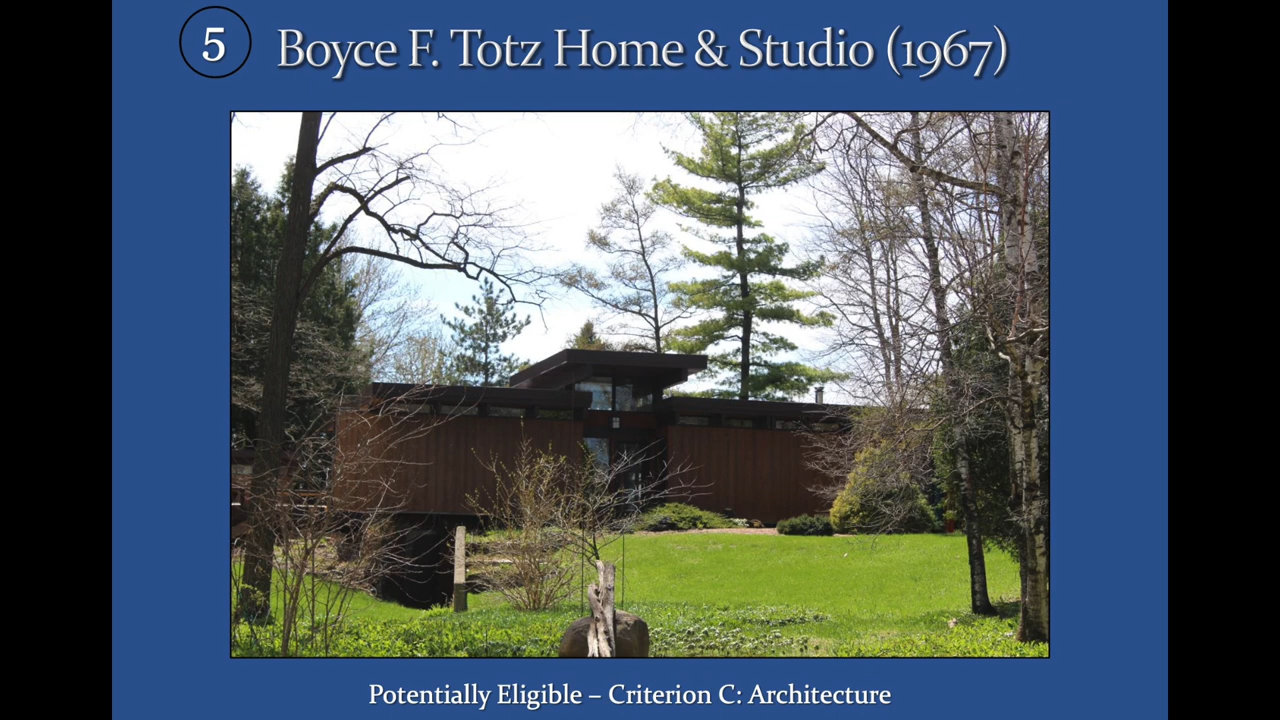 5 Boyce F. Totz Home & Studio (1967)
Potentially Eligible – Criterion C: Architecture